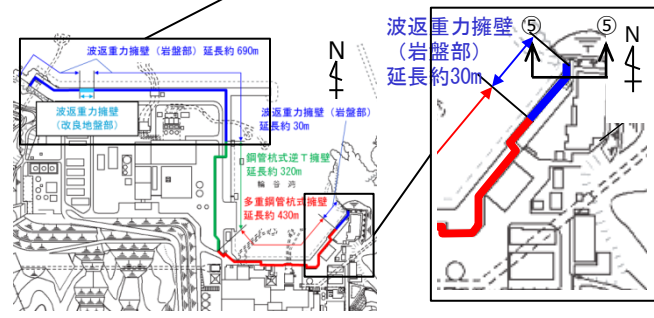 波返重力擁壁（岩盤部）延長約 690m
N
波返重力擁壁
（改良地盤部）
波返重力擁壁（岩盤部）
延長約 30m
鋼管杭式逆Ｔ擁壁
延長約 320m
輪谷湾
多重鋼管杭式擁壁
延長約 430m
波返重力擁壁
（岩盤部）
延長約30m
⑤
⑤
N